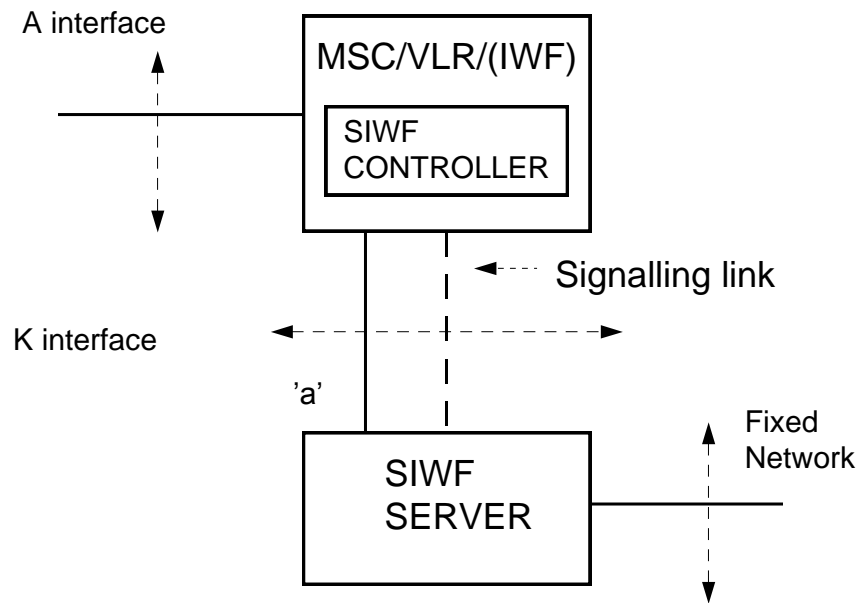 A interface
MSC/VLR/(IWF)
SIWF
CONTROLLER
Signalling link
K interface
’a’
Fixed
Network
SIWF
SERVER